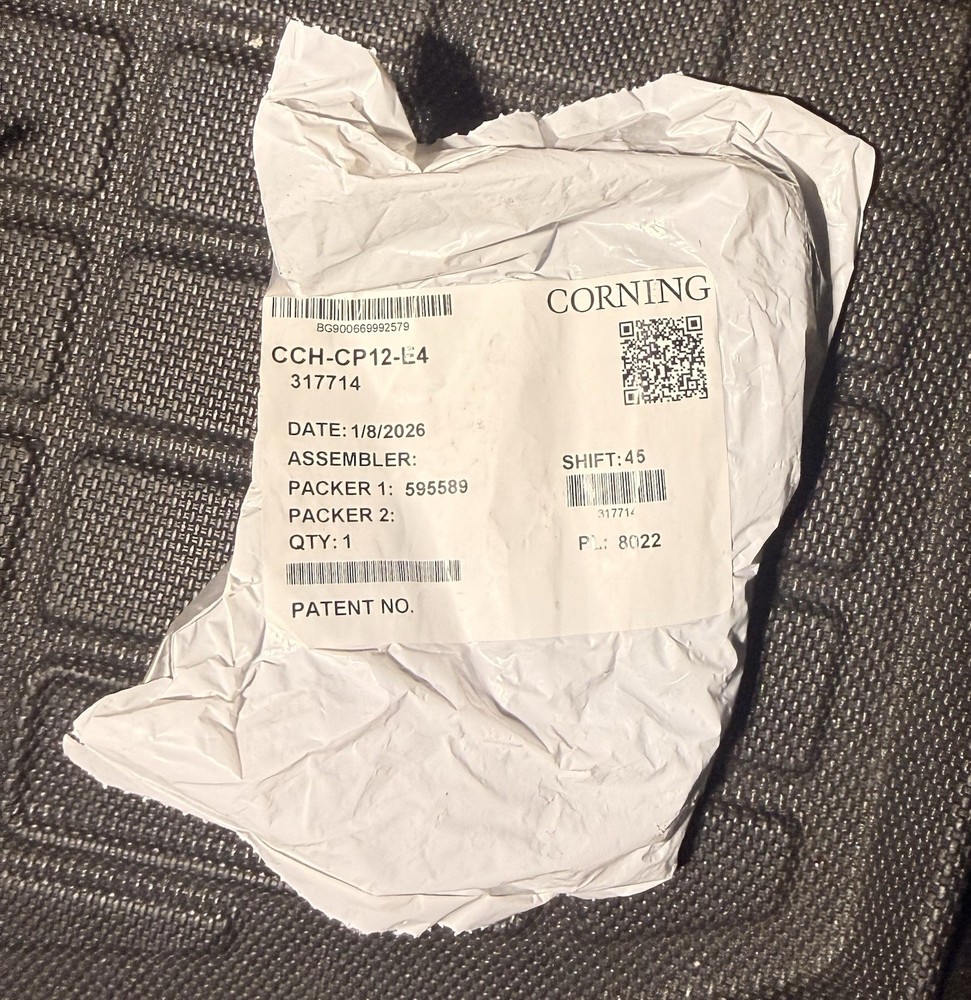 CORNING
BG900669992579
CCH-CP12-E4
317714
DATE: 1/8/2026
ASSEMBLER:
SHIFT: 45
PACKER 1: 595589
317714
PACKER 2:
QTY: 1
PL: 8022
PATENT NO.